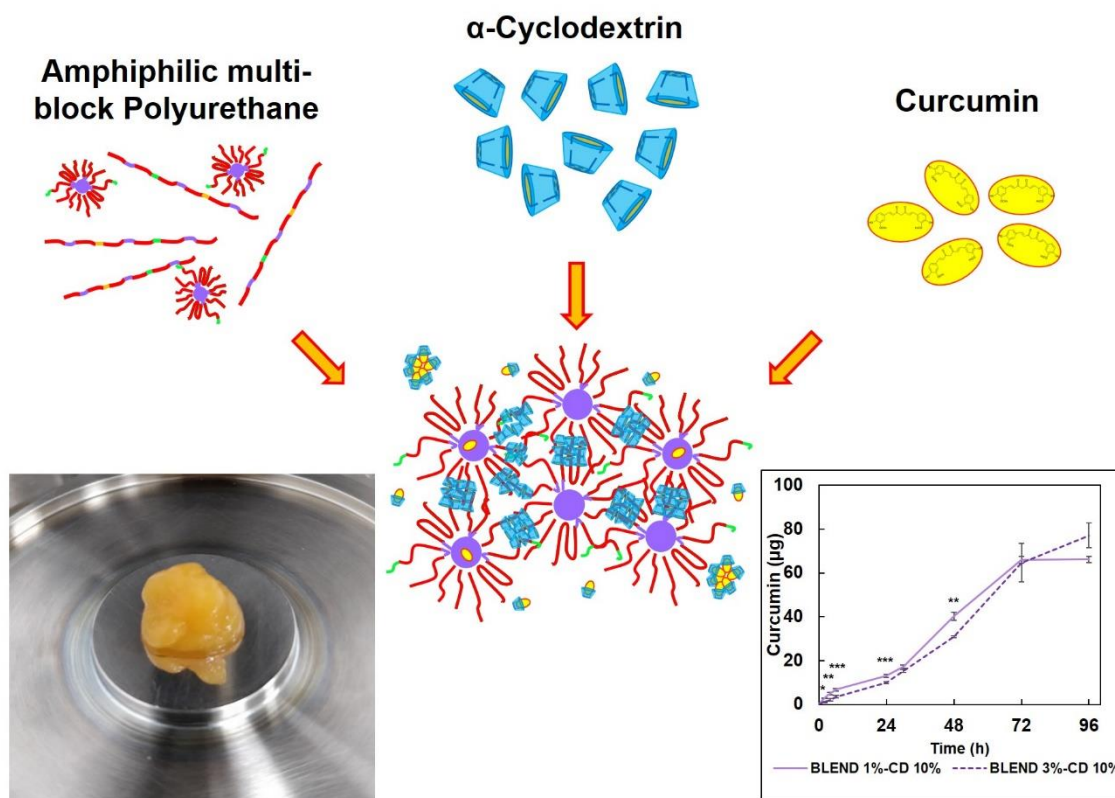 α-Cyclodextrin
Amphiphilic multi-
block Polyurethane
Curcumin
100
80
60
40
20
0
Curcumin (µg)
*
**
***
***
**
0
24
48
72
96
Time (h)
BLEND 1%-CD 10%
BLEND 3%-CD 10%